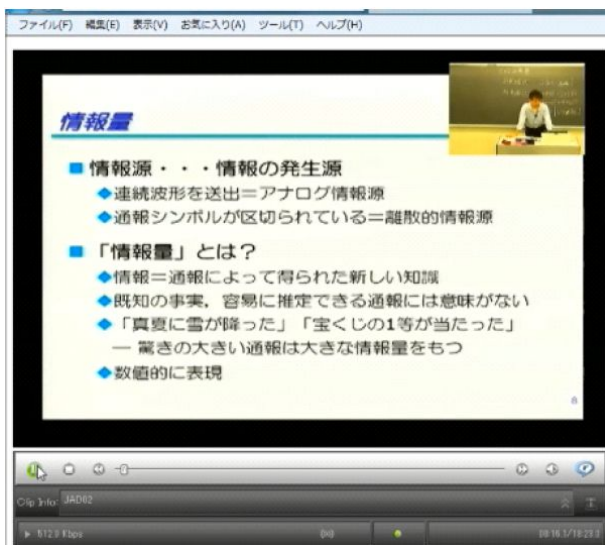 ファイル(F) 編集(E) 表示(V) お気に入り(A) ツール(T) ヘルプ(H)
情報量
■ 情報源・・・情報の発生源
◆連続波形を送出＝アナログ情報源
◆通報シンボルが区切られている＝離散的情報源
■ 「情報量」とは？
◆情報＝通報によって得られた新しい知識
◆既知の事実，容易に推定できる通報には意味がない
◆「真夏に雪が降った」「宝くじの1等が当たった」
― 驚きの大きい通報は大きな情報量をもつ
◆数値的に表現
Clip Info: JAD02
512.0 Kbps